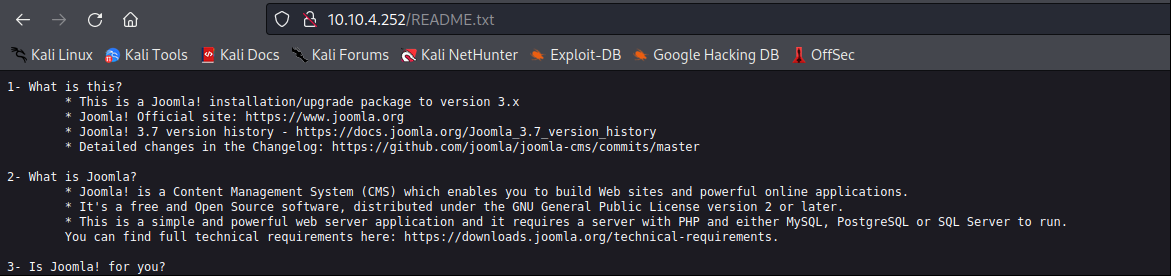 10.10.4.252/README.txt
Kali Linux Kali Tools Kali Docs Kali Forums Kali NetHunter Exploit-DB Google Hacking DB OffSec
1- What is this?
* This is a Joomla! installation/upgrade package to version 3.x
* Joomla! Official site: https://www.joomla.org
* Joomla! 3.7 version history - https://docs.joomla.org/Joomla_3.7_version_history
* Detailed changes in the Changelog: https://github.com/joomla/joomla-cms/commits/master
2- What is Joomla?
* Joomla! is a Content Management System (CMS) which enables you to build Web sites and powerful online applications.
* It's a free and Open Source software, distributed under the GNU General Public License version 2 or later.
* This is a simple and powerful web server application and it requires a server with PHP and either MySQL, PostgreSQL or SQL Server to run.
You can find full technical requirements here: https://downloads.joomla.org/technical-requirements.
3- Is Joomla! for you?